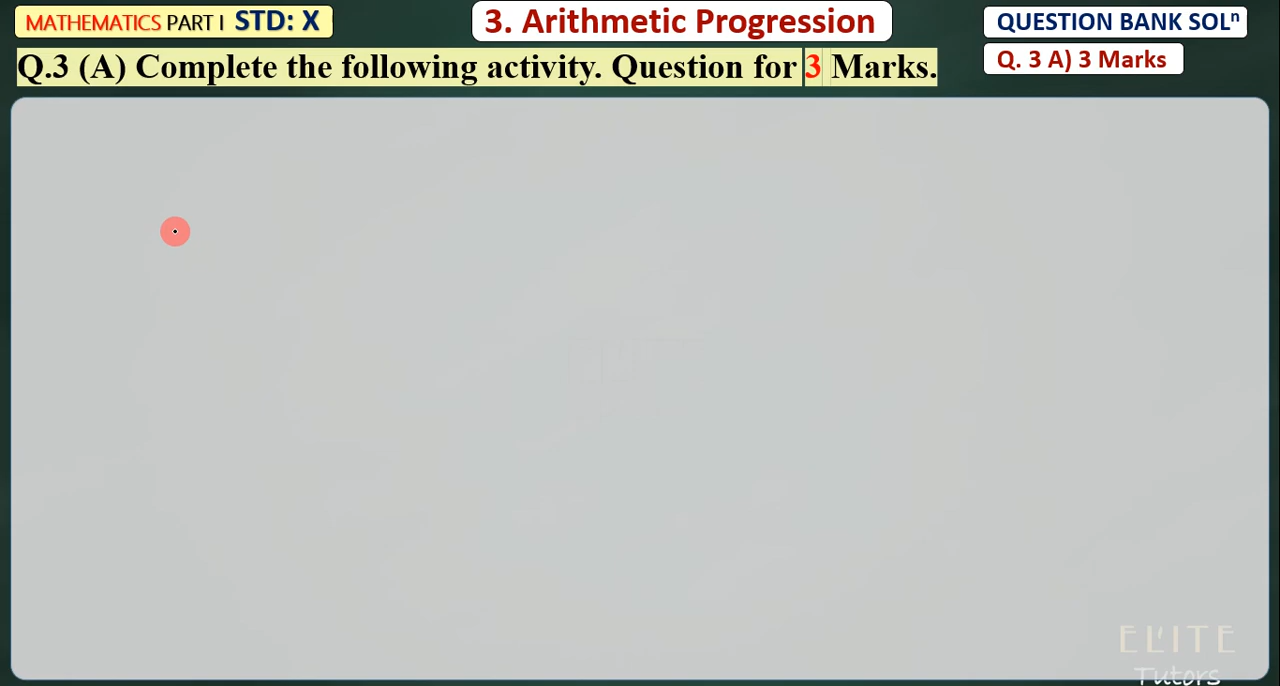 MATHEMATICS PART I STD: X
3. Arithmetic Progression
QUESTION BANK SOLⁿ
Q. 3 A) 3 Marks
Q.3 (A) Complete the following activity. Question for 3 Marks.
ELITE
Tutors